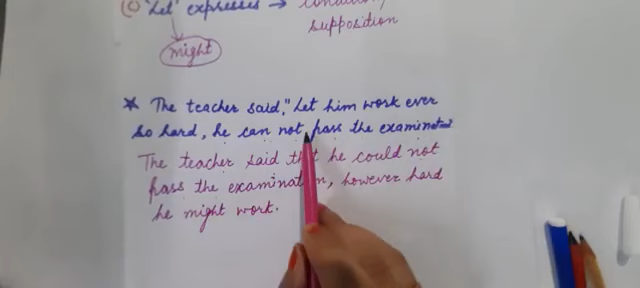 (c) 'Let' expresses →
supposition
might
* The teacher said, "Let him work ever
so hard, he can not pass the examination
The teacher said that he could not
pass the examination, however hard
he might work.